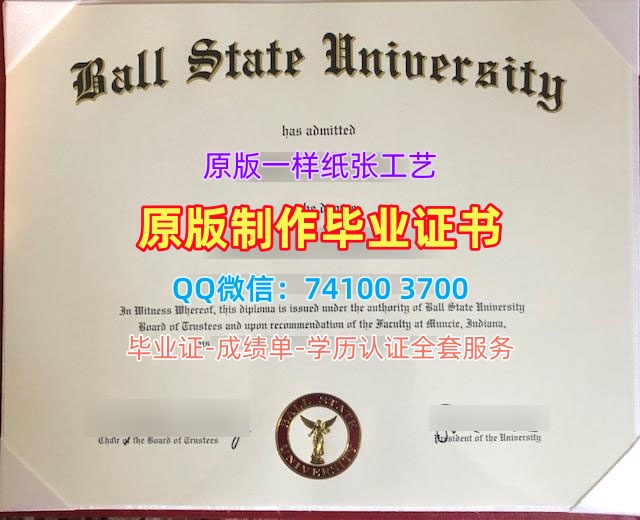 Ball State University
has admitted
原版一样纸张工艺
原版制作毕业证书
QQ微信：74100 3700
In Witness Whereof, this diploma is issued under the authority of Ball State University
Board of Trustees and upon recommendation of the Faculty at Muncie, Indiana,
毕业证-成绩单-学历认证全套服务
BALL STATE
UNIVERSITY
Chair of the Board of Trustees
President of the University